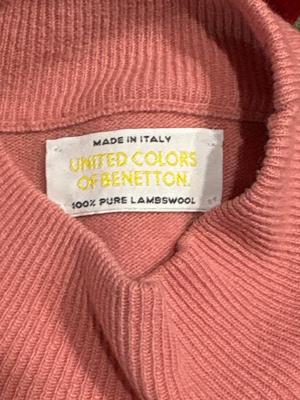 MADE IN ITALY
UNITED COLORS
OF BENETTON.
100% PURE LAMBSWOOL